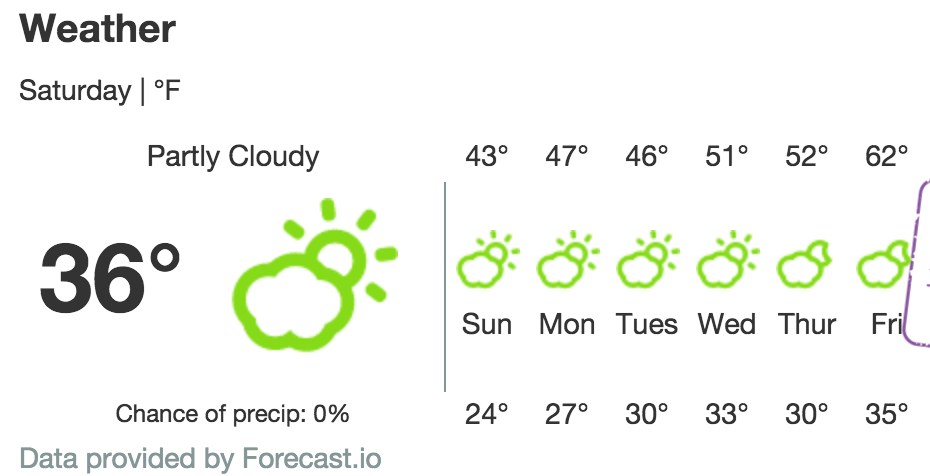 Weather
Saturday | °F
Partly Cloudy
36°
Chance of precip: 0%
43° 47° 46° 51° 52° 62°
Sun Mon Tues Wed Thur Fri
24° 27° 30° 33° 30° 35°
Data provided by Forecast.io